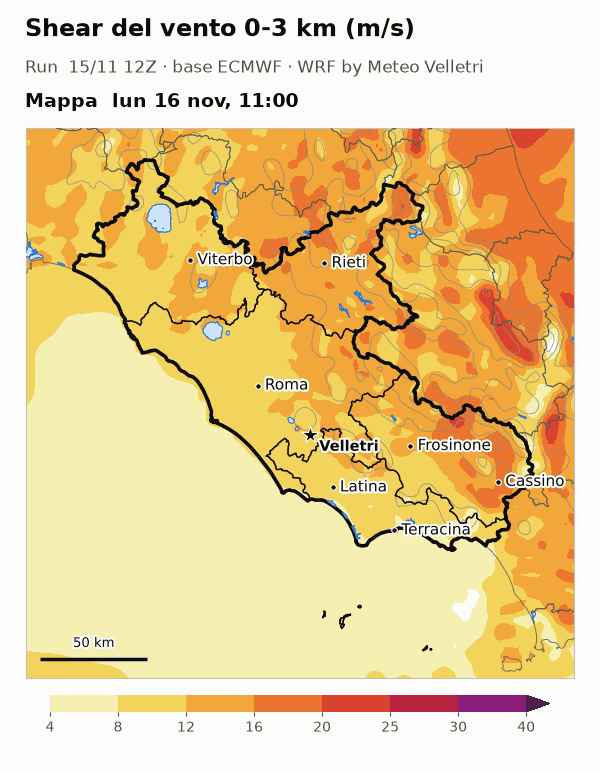 Shear del vento 0-3 km (m/s)
Run  15/11 12Z · base ECMWF · WRF by Meteo Velletri
Mappa  lun 16 nov, 11:00
Viterbo
Rieti
Roma
Velletri
Frosinone
Cassino
Latina
Terracina
50 km
4 8 12 16 20 25 30 40